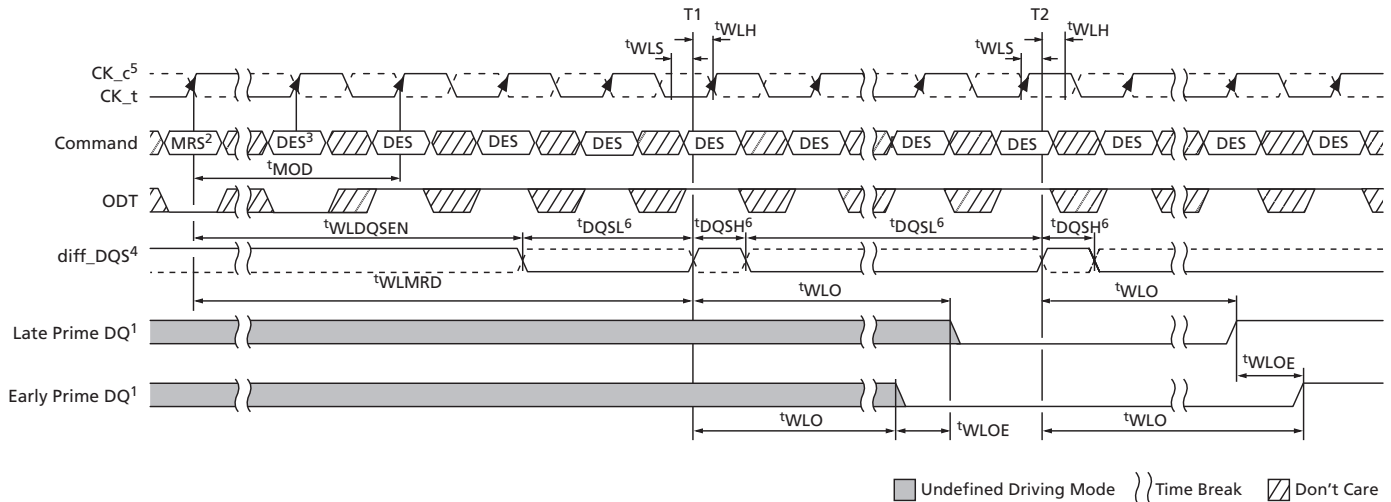 T1 T2
tWLH tWLH
tWLS tWLS
CK_c5
CK_t
Command MRS2 DES3 DES DES DES DES DES DES DES DES DES DES
tMOD
ODT
tWLDQSEN tDQSL6 tDQSH6 tDQSL6 tDQSH6
diff_DQS4
tWLMRD tWLO tWLO
Late Prime DQ1
tWLOE
Early Prime DQ1
tWLO tWLOE tWLO
Undefined Driving Mode Time Break Don't Care